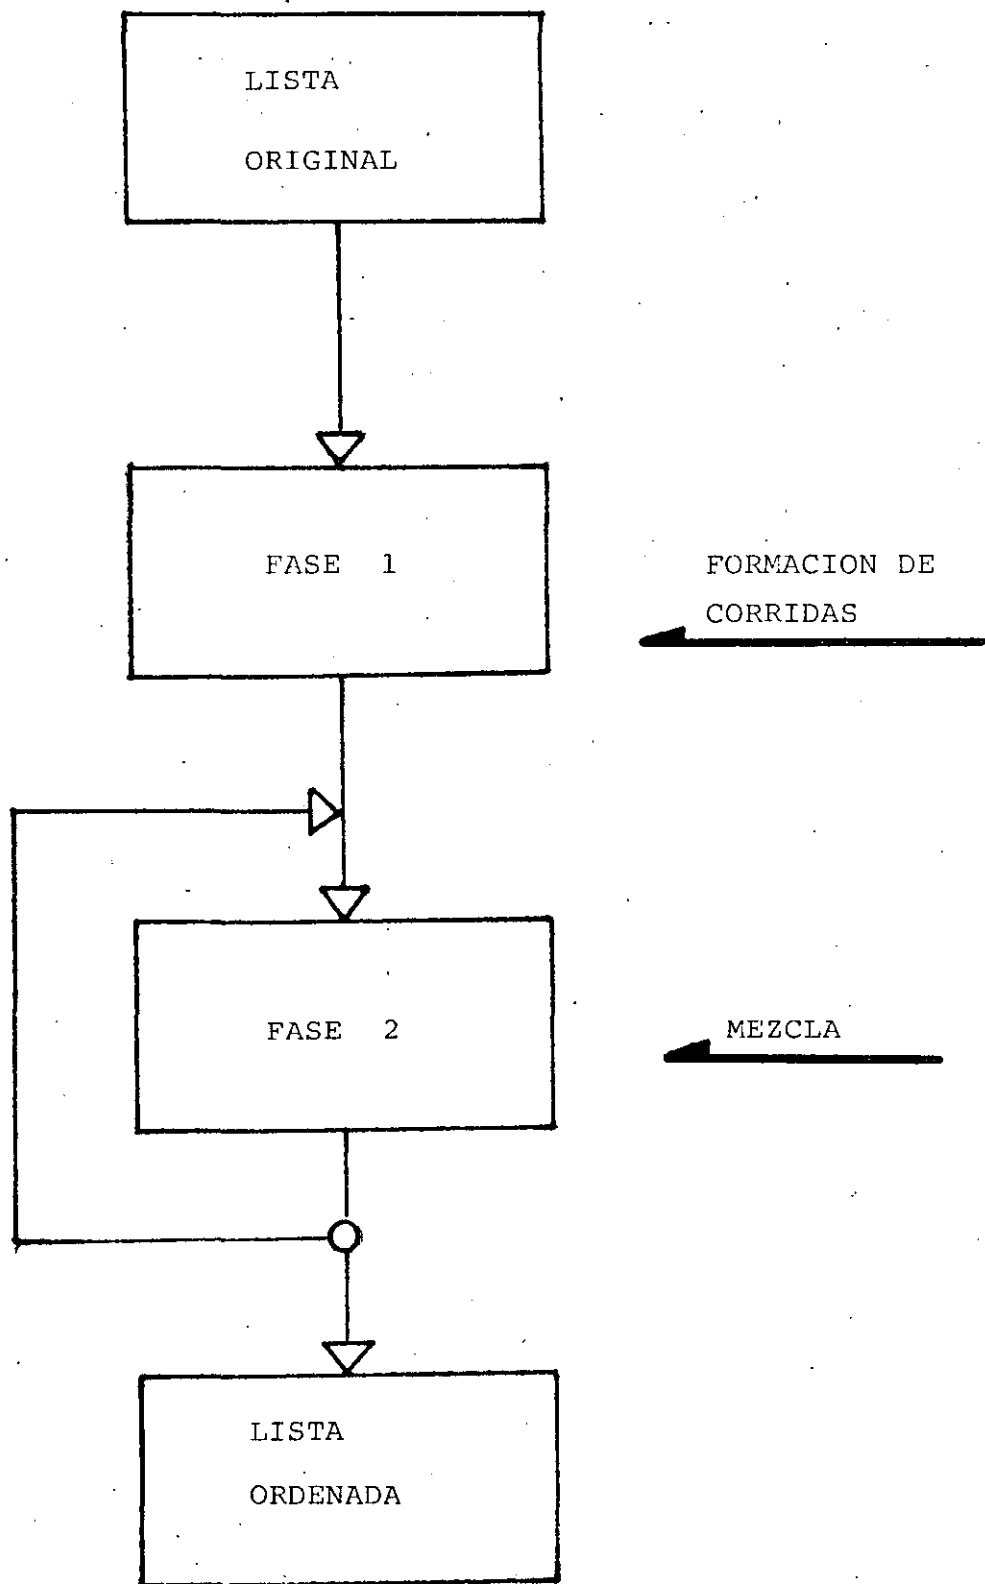 LISTA
ORIGINAL
FASE 1
FORMACION DE
CORRIDAS
FASE 2
MEZCLA
LISTA
ORDENADA